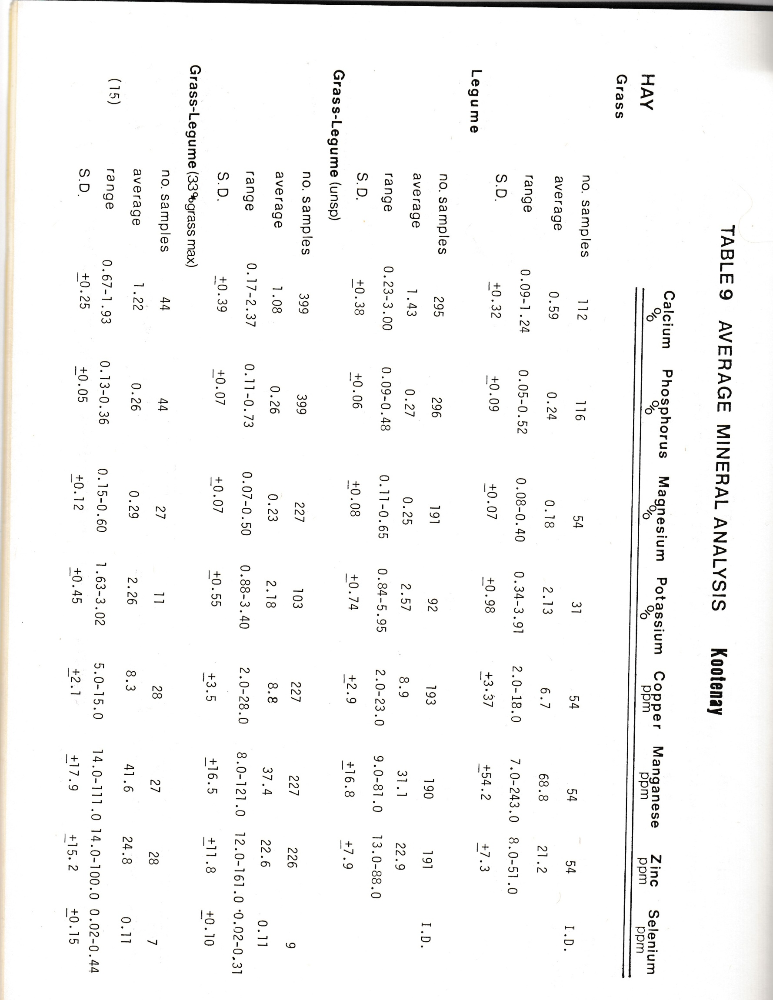 TABLE 9 AVERAGE MINERAL ANALYSIS Kootenay
Calcium Phosphorus Magnesium Potassium Copper Manganese Zinc Selenium
% % % % ppm ppm ppm ppm
HAY
Grass
no. samples 112 116 54 31 54 54 54 I.D.
average 0.59 0.24 0.18 2.13 6.7 68.8 21.2
range 0.09-1.24 0.05-0.52 0.08-0.40 0.34-3.91 2.0-18.0 7.0-243.0 8.0-51.0
S.D. ±0.32 ±0.09 ±0.07 ±0.98 ±3.37 ±54.2 ±7.3
Legume
no. samples 295 296 191 92 193 190 191 I.D.
average 1.43 0.27 0.25 2.57 8.9 31.1 22.9
range 0.23-3.00 0.09-0.48 0.11-0.65 0.84-5.95 2.0-23.0 9.0-81.0 13.0-88.0
S.D. ±0.38 ±0.06 ±0.08 ±0.74 ±2.9 ±16.8 ±7.9
Grass-Legume (unsp)
no. samples 399 399 227 103 227 227 226 9
average 1.08 0.26 0.23 2.18 8.8 37.4 22.6 0.11
range 0.17-2.37 0.11-0.73 0.07-0.50 0.88-3.40 2.0-28.0 8.0-121.0 12.0-161.0 0.02-0.31
S.D. ±0.39 ±0.07 ±0.07 ±0.55 ±3.5 ±16.5 ±11.8 ±0.10
Grass-Legume (33% grass max)
no. samples 44 44 27 11 28 27 28 7
average 1.22 0.26 0.29 2.26 8.3 41.6 24.8 0.11
range 0.67-1.93 0.13-0.36 0.15-0.60 1.63-3.02 5.0-15.0 14.0-111.0 14.0-100.0 0.02-0.44
S.D. ±0.25 ±0.05 ±0.12 ±0.45 ±2.1 ±17.9 ±15.2 ±0.15
(15)